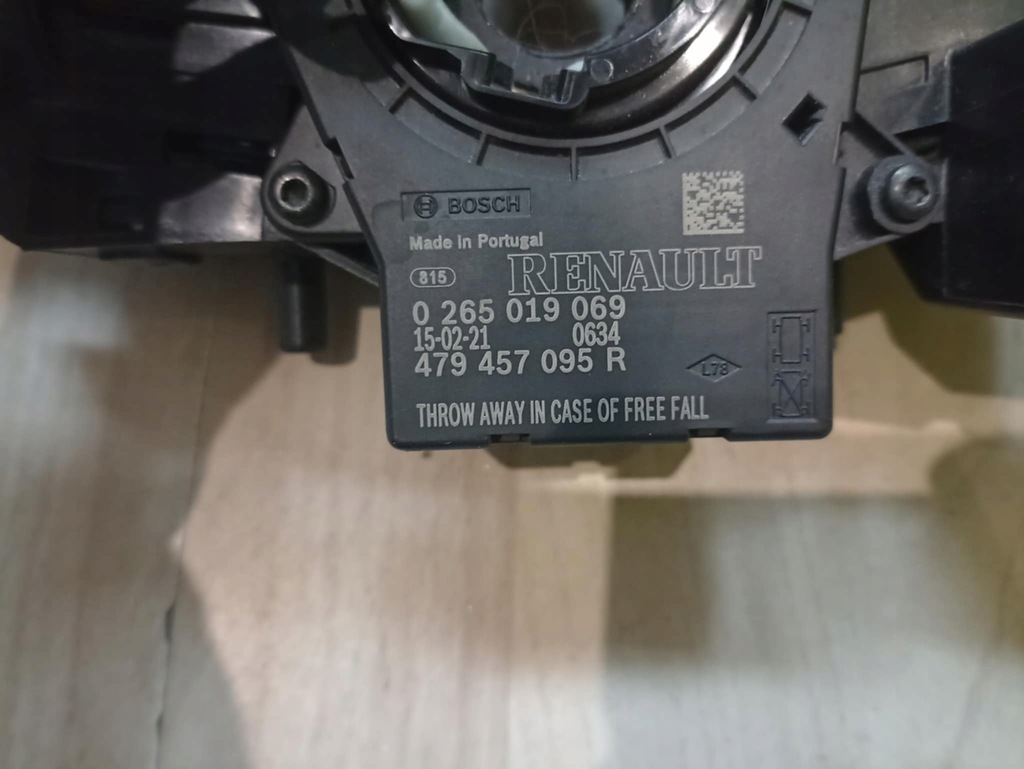 BOSCH
Made in Portugal
815
RENAULT
0 265 019 069
15-02-21 0634
479 457 095 R
L78
THROW AWAY IN CASE OF FREE FALL